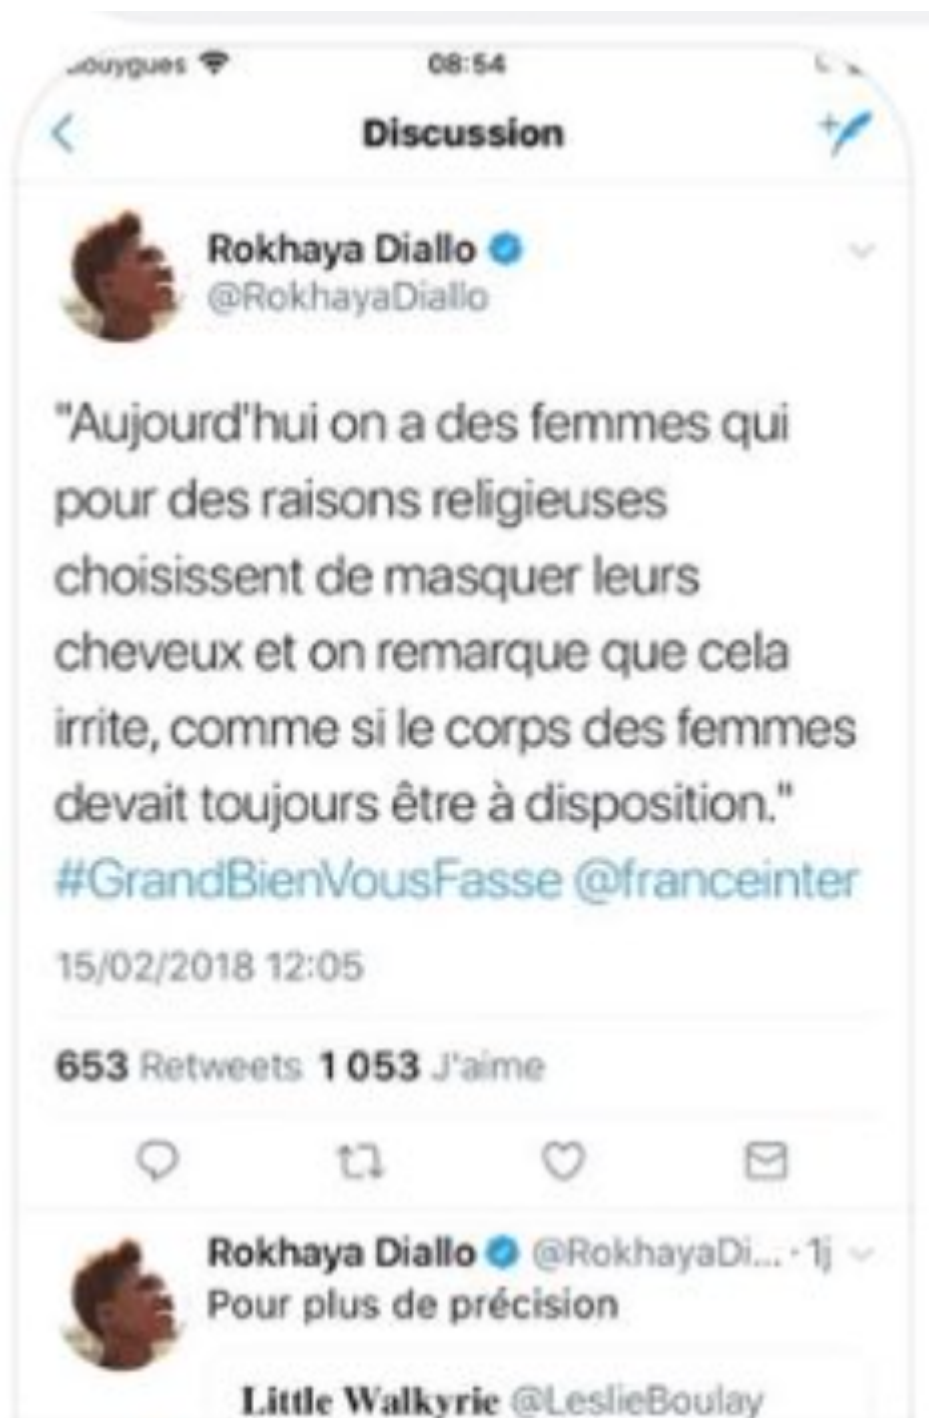 Bouygues 08:54
Discussion
Rokhaya Diallo
@RokhayaDiallo
"Aujourd'hui on a des femmes qui
pour des raisons religieuses
choisissent de masquer leurs
cheveux et on remarque que cela
irrite, comme si le corps des femmes
devait toujours être à disposition."
#GrandBienVousFasse @franceinter
15/02/2018 12:05
653 Retweets 1 053 J'aime
Rokhaya Diallo @RokhayaDi... · 1j
Pour plus de précision
Little Walkyrie @LeslieBoulay